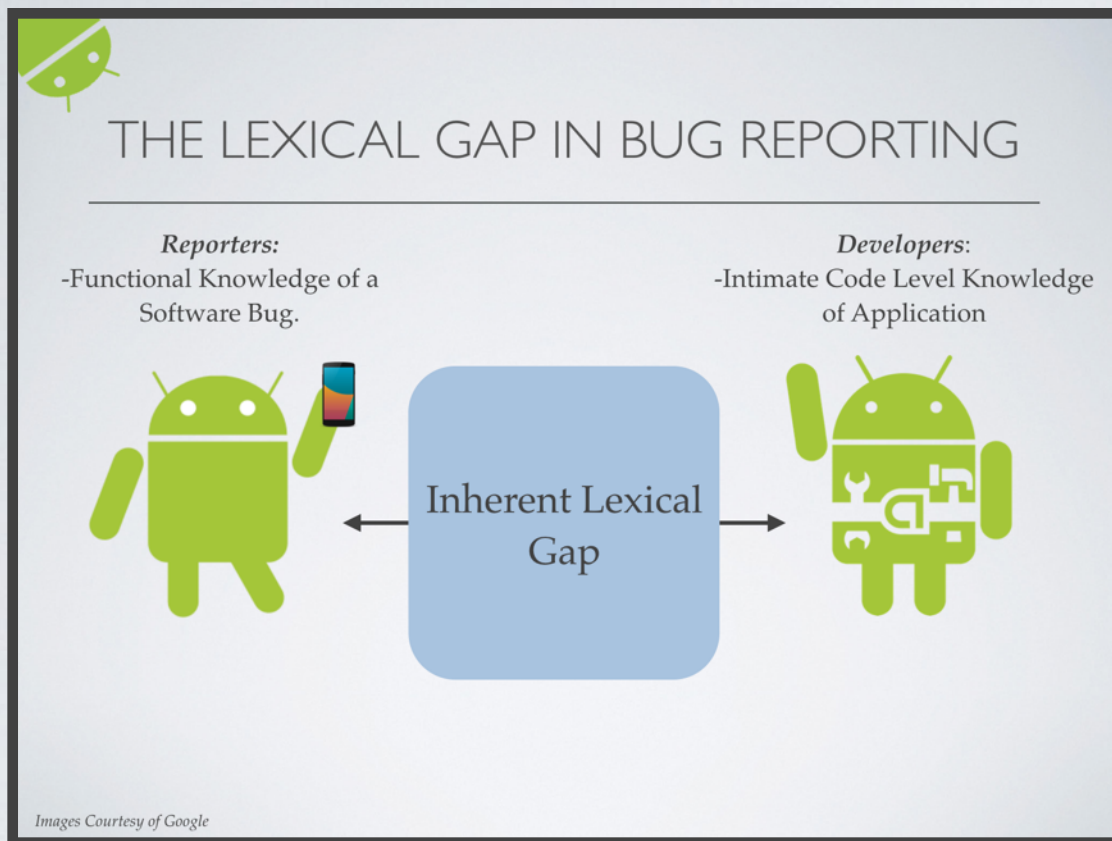 THE LEXICAL GAP IN BUG REPORTING
Reporters:
-Functional Knowledge of a
Software Bug.
Developers:
-Intimate Code Level Knowledge
of Application
Inherent Lexical
Gap
Images Courtesy of Google